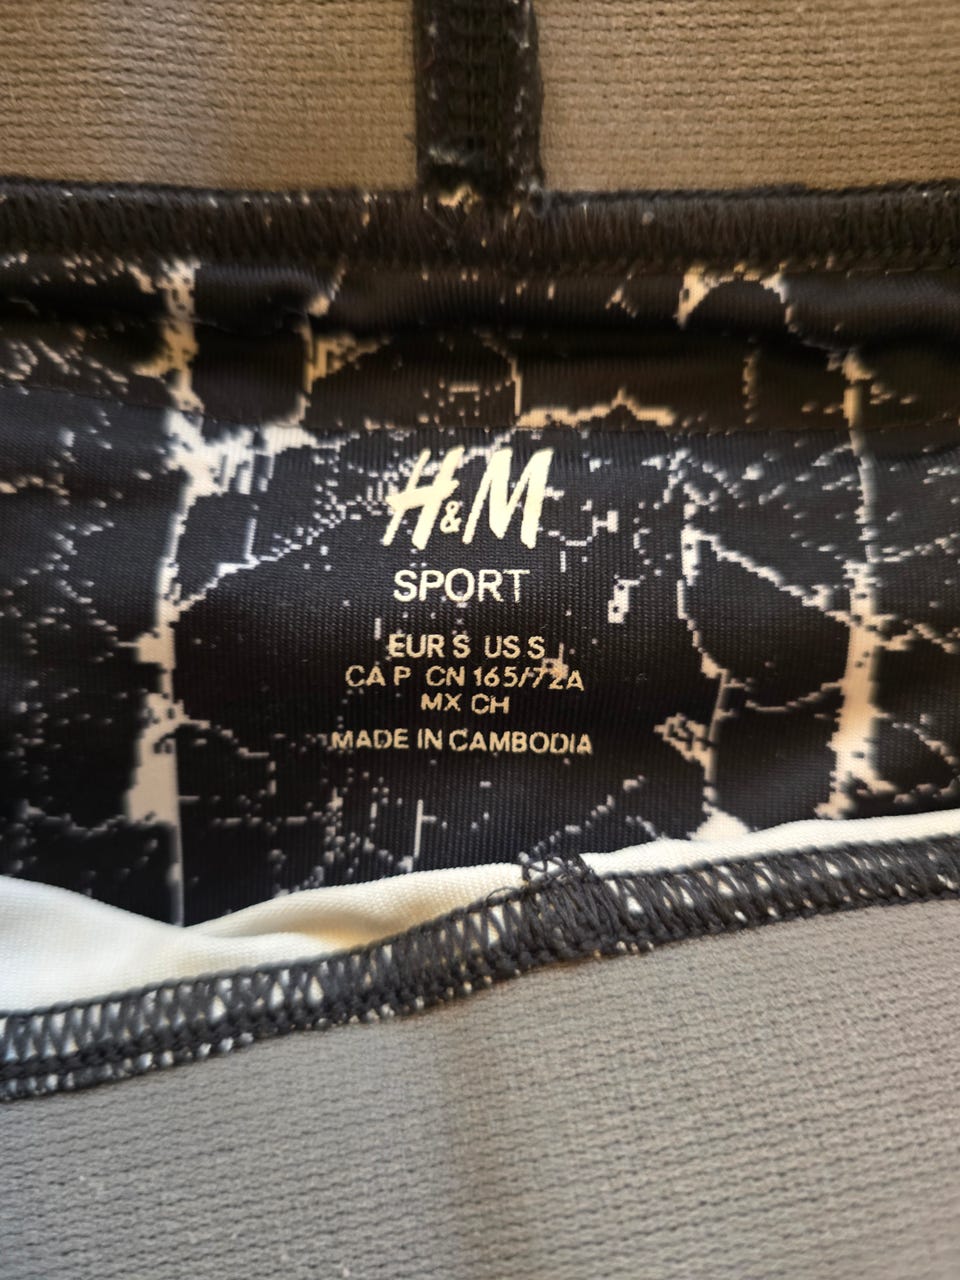 H&M
SPORT
EUR S US S
CA P CN 165/72A
MX CH
MADE IN CAMBODIA